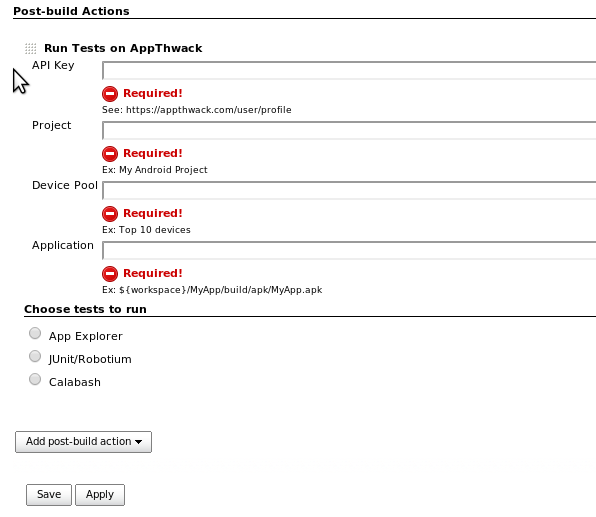 Post-build Actions
Run Tests on AppThwack
API Key
Required!
See: https://appthwack.com/user/profile
Project
Required!
Ex: My Android Project
Device Pool
Required!
Ex: Top 10 devices
Application
Required!
Ex: ${workspace}/MyApp/build/apk/MyApp.apk
Choose tests to run
App Explorer
JUnit/Robotium
Calabash
Add post-build action
Save Apply